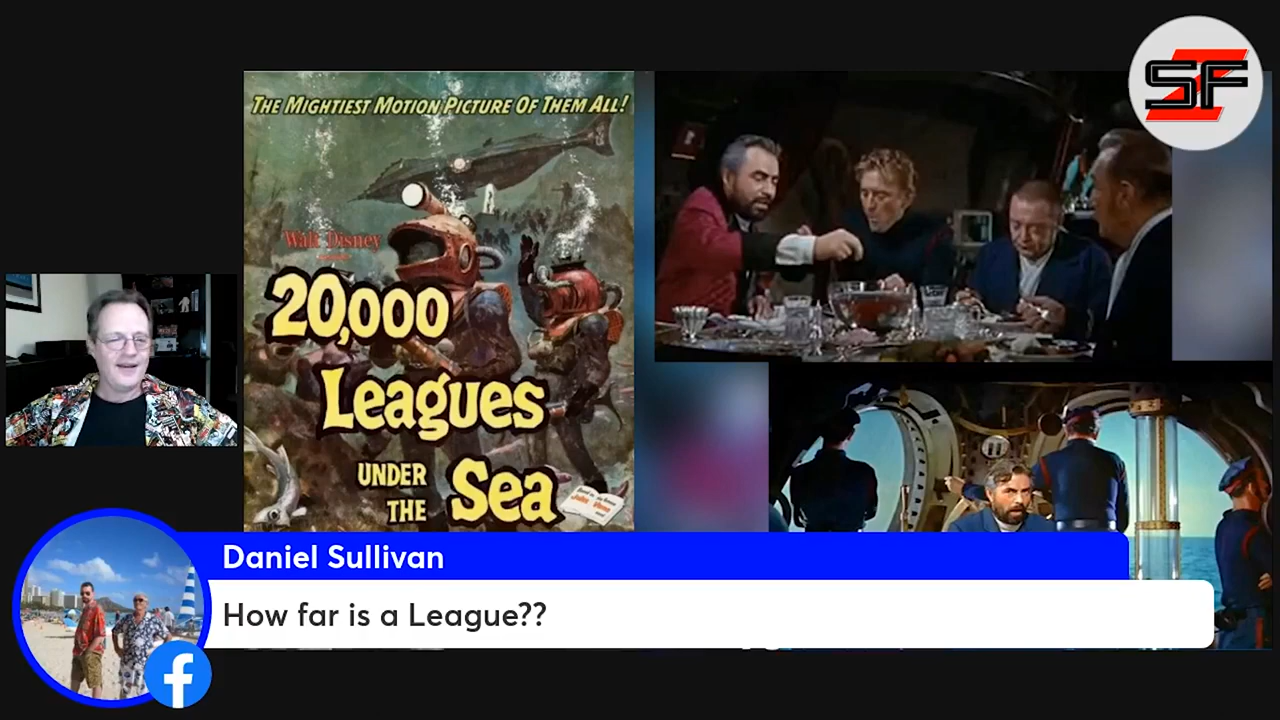 THE MIGHTIEST MOTION PICTURE OF THEM ALL!
SF
Walt Disney
20,000
Leagues
UNDER
THE
Sea
Daniel Sullivan
How far is a League??